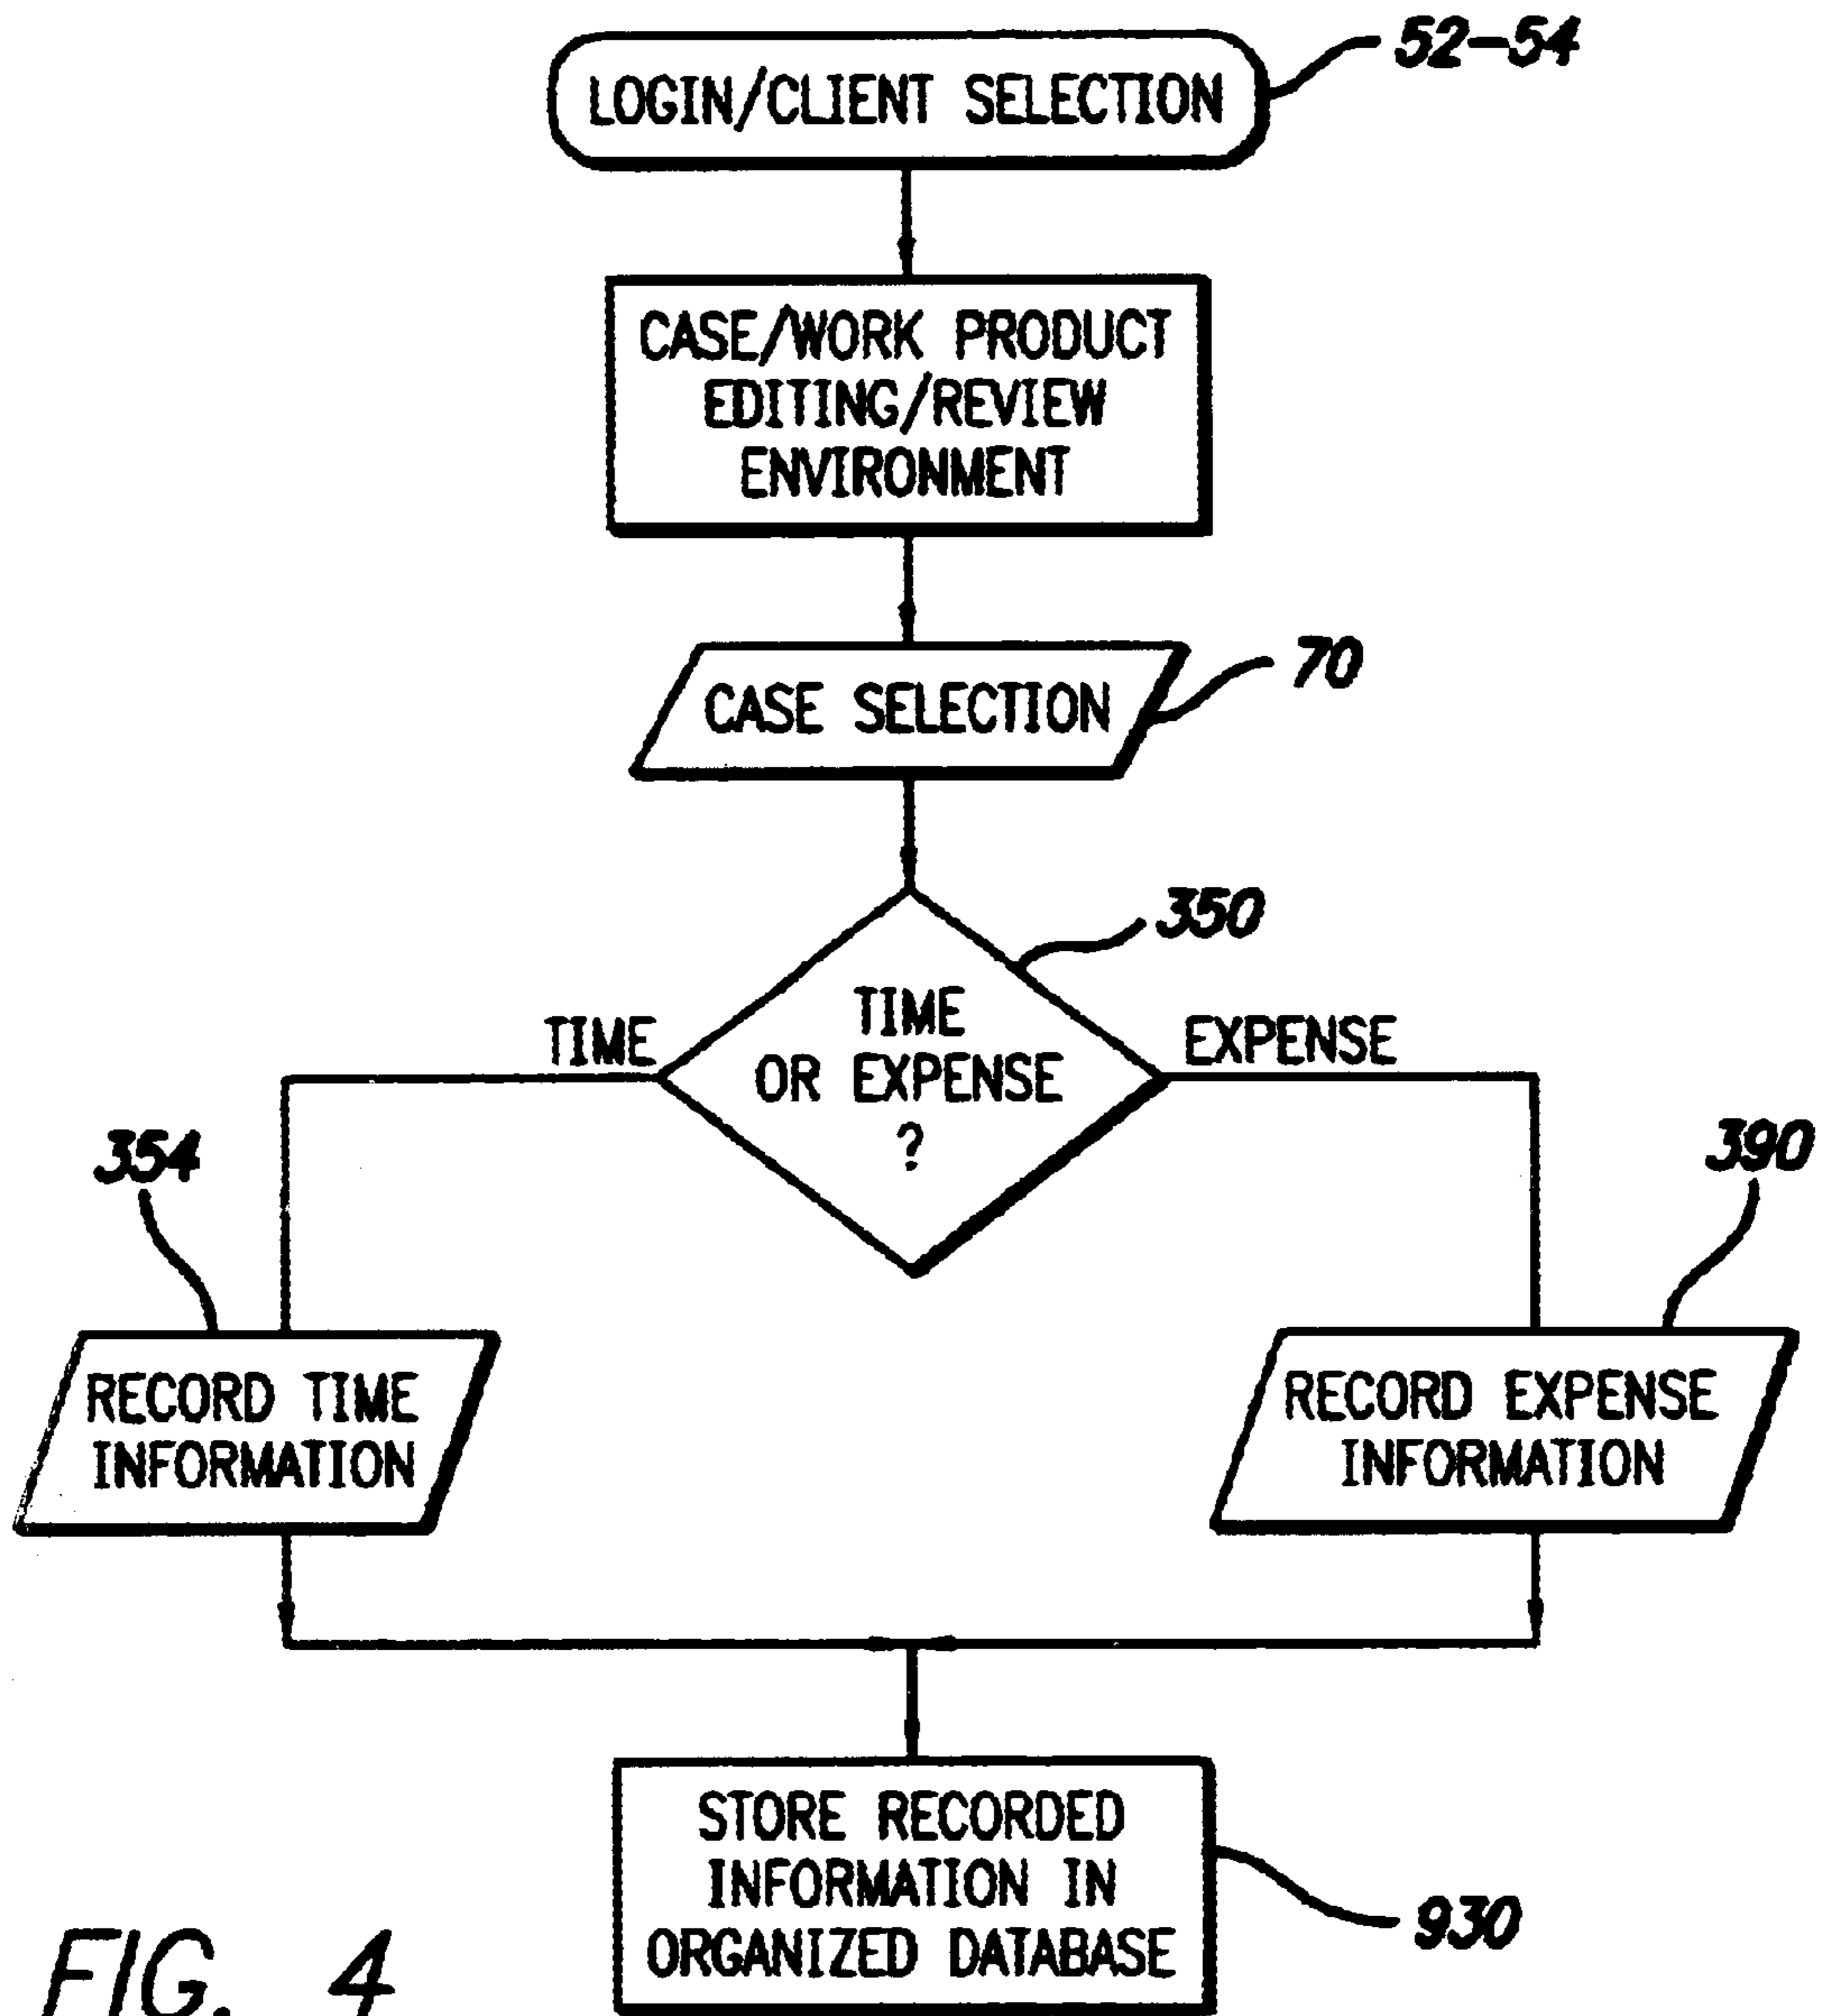 52-54
LOGIN/CLIENT SELECTION
CASE/WORK PRODUCT
EDITING/REVIEW
ENVIRONMENT
70
CASE SELECTION
350
TIME
OR EXPENSE
?
TIME
EXPENSE
354
390
RECORD TIME
INFORMATION
RECORD EXPENSE
INFORMATION
STORE RECORDED
INFORMATION IN
ORGANIZED DATABASE
930
FIG. 4